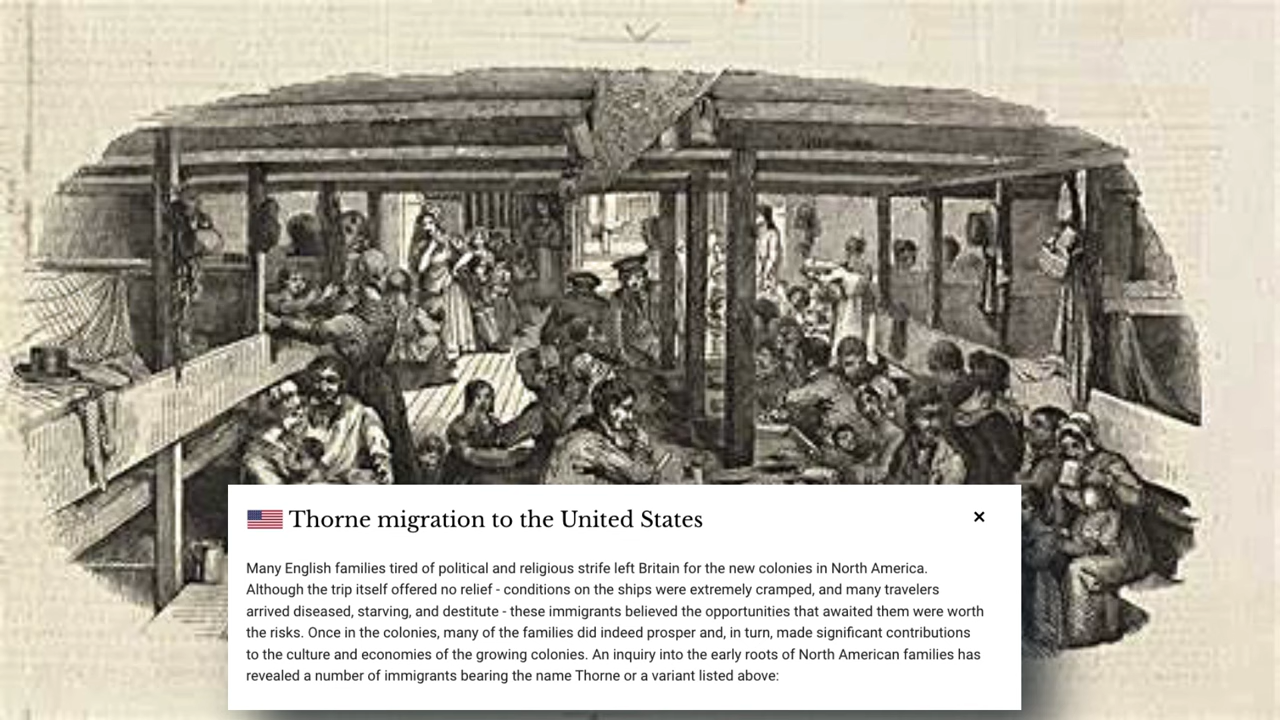 Thorne migration to the United States
×
Many English families tired of political and religious strife left Britain for the new colonies in North America.
Although the trip itself offered no relief - conditions on the ships were extremely cramped, and many travelers
arrived diseased, starving, and destitute - these immigrants believed the opportunities that awaited them were worth
the risks. Once in the colonies, many of the families did indeed prosper and, in turn, made significant contributions
to the culture and economies of the growing colonies. An inquiry into the early roots of North American families has
revealed a number of immigrants bearing the name Thorne or a variant listed above: